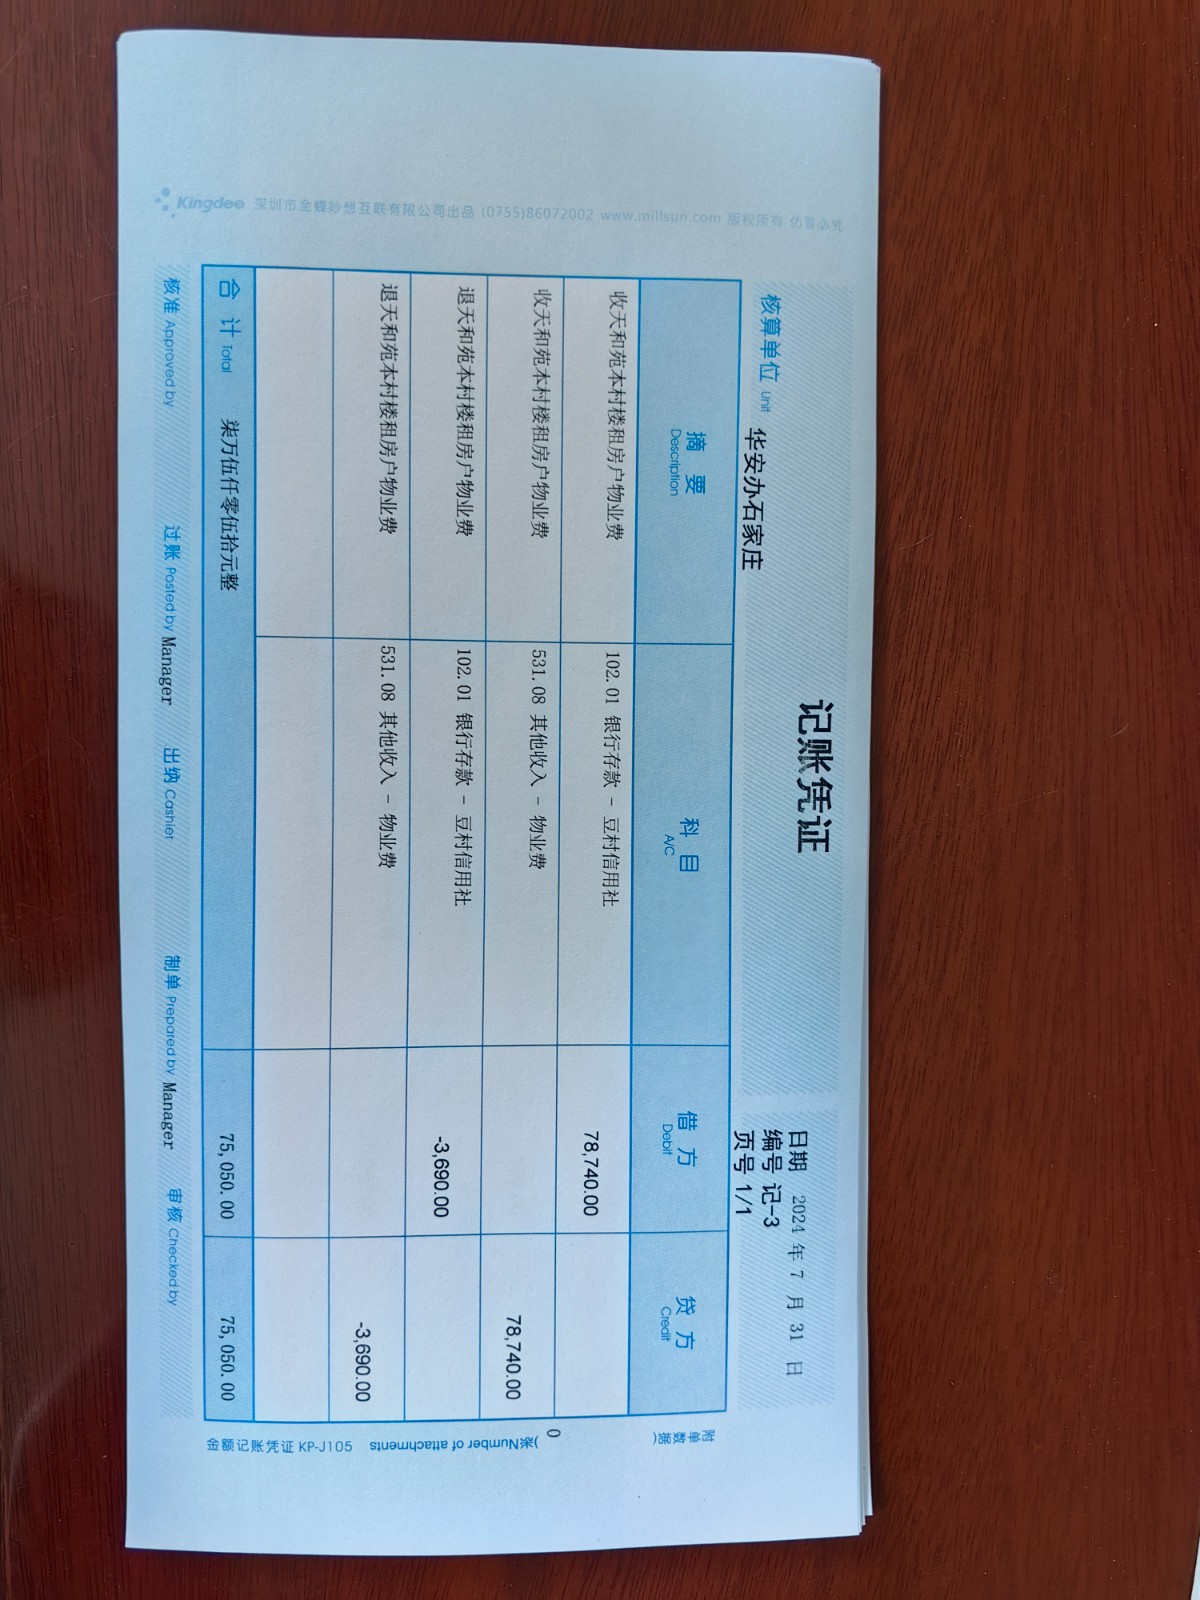 记账凭证
日期 2024 年 7 月 31 日
编号 记-3
核算单位 Unit 华安办石家庄
页号 1/1
摘 要 Description 科 目 A/C 借 方 Debit 贷 方 Credit
收天和苑本村楼租房户物业费 102.01 银行存款 - 豆村信用社 78,740.00
收天和苑本村楼租房户物业费 531.08 其他收入 - 物业费 78,740.00
退天和苑本村楼租房户物业费 102.01 银行存款 - 豆村信用社 -3,690.00
退天和苑本村楼租房户物业费 531.08 其他收入 - 物业费 -3,690.00
合 计 Total 柒万伍仟零伍拾元整 75,050.00 75,050.00
核准 Approved by 过账 Posted by Manager 出纳 Cashier 制单 Prepared by Manager 审核 Checked by
附单数据( 0 )张Number of attachments
金额记账凭证 KP-J105
Kingdee 深圳市金蝶妙想互联有限公司出品 (0755)86072002 www.millsun.com 版权所有 仿冒必究